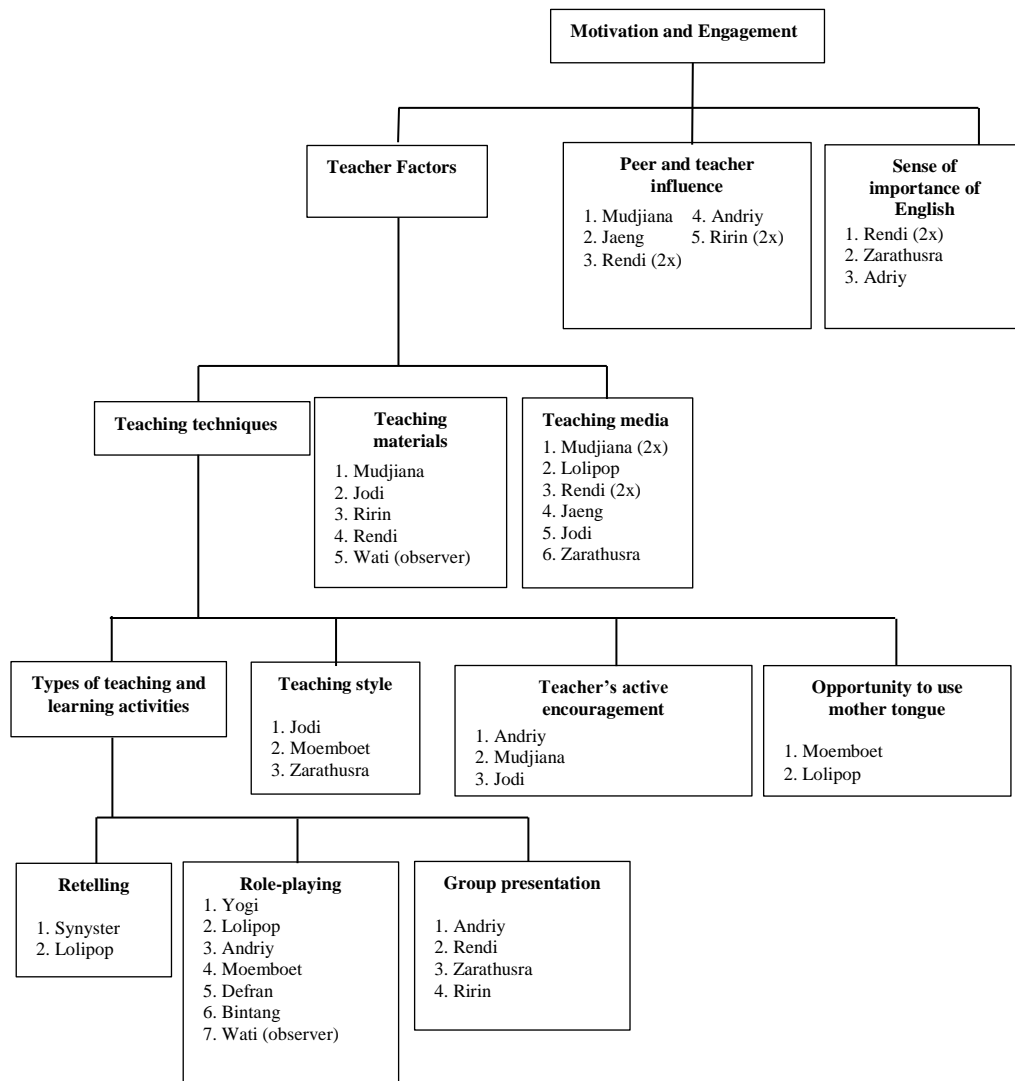 Motivation and Engagement
Teacher Factors
Peer and teacher
influence
1. Mudjiana 4. Andriy
2. Jaeng 5. Ririn (2x)
3. Rendi (2x)
Sense of
importance of
English
1. Rendi (2x)
2. Zarathusra
3. Adriy
Teaching techniques
Teaching
materials
1. Mudjiana
2. Jodi
3. Ririn
4. Rendi
5. Wati (observer)
Teaching media
1. Mudjiana (2x)
2. Lolipop
3. Rendi (2x)
4. Jaeng
5. Jodi
6. Zarathusra
Types of teaching and
learning activities
Teaching style
1. Jodi
2. Moemboet
3. Zarathusra
Teacher’s active
encouragement
1. Andriy
2. Mudjiana
3. Jodi
Opportunity to use
mother tongue
1. Moemboet
2. Lolipop
Retelling
1. Synyster
2. Lolipop
Role-playing
1. Yogi
2. Lolipop
3. Andriy
4. Moemboet
5. Defran
6. Bintang
7. Wati (observer)
Group presentation
1. Andriy
2. Rendi
3. Zarathusra
4. Ririn